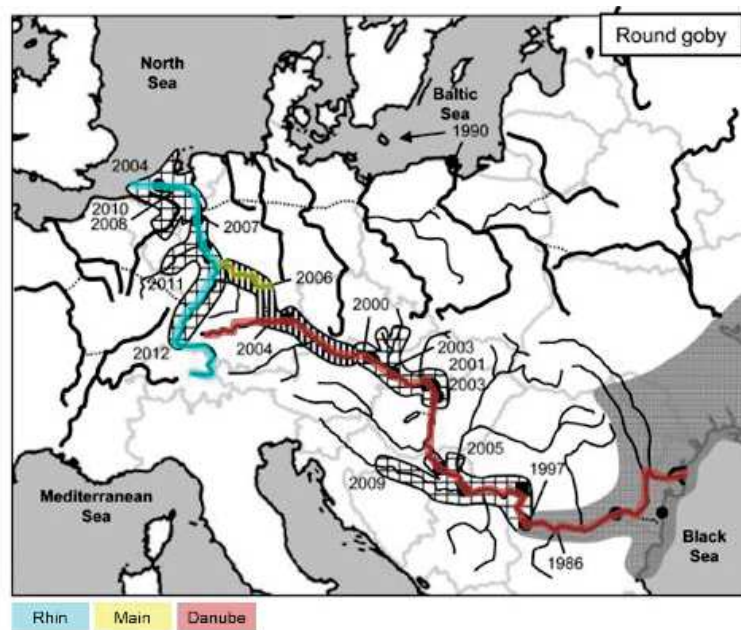 Round goby
North
Sea
Baltic
Sea
1990
2004
2010
2008
2007
2011
2006
2012
2004
2000
2003
2001
2003
2005
2009
1997
1986
Mediterranean
Sea
Black
Sea
Rhin
Main
Danube